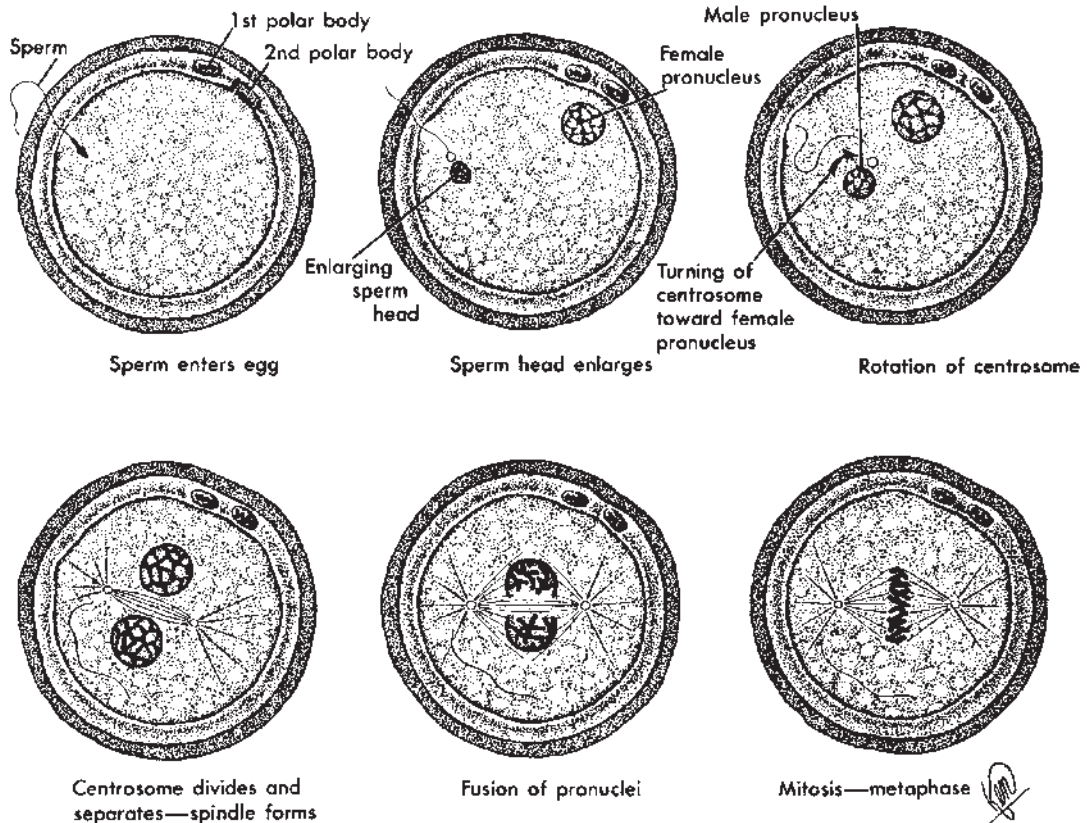 1st polar body
Sperm
2nd polar body
Female
pronucleus
Male pronucleus
Enlarging
sperm
head
Turning of
centrosome
toward female
pronucleus
Sperm enters egg
Sperm head enlarges
Rotation of centrosome
Centrosome divides and
separates—spindle forms
Fusion of pronuclei
Mitosis—metaphase